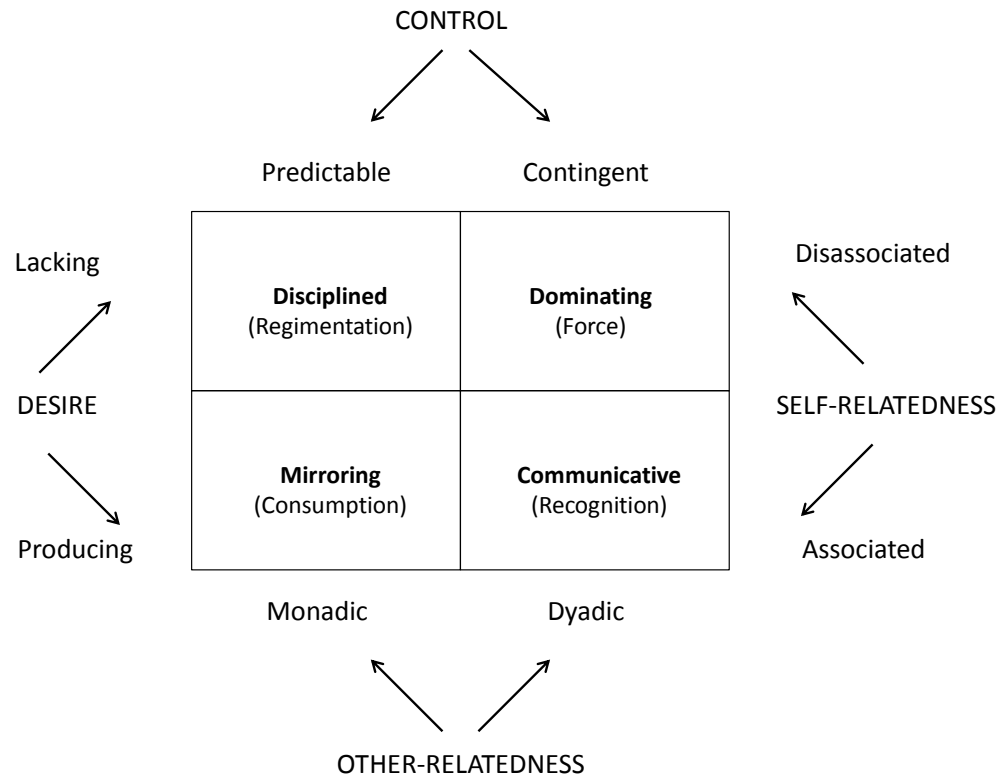 CONTROL
Predictable
Contingent
Lacking
Disassociated
Disciplined
(Regimentation)
Dominating
(Force)
DESIRE
SELF-RELATEDNESS
Mirroring
(Consumption)
Communicative
(Recognition)
Producing
Associated
Monadic
Dyadic
OTHER-RELATEDNESS